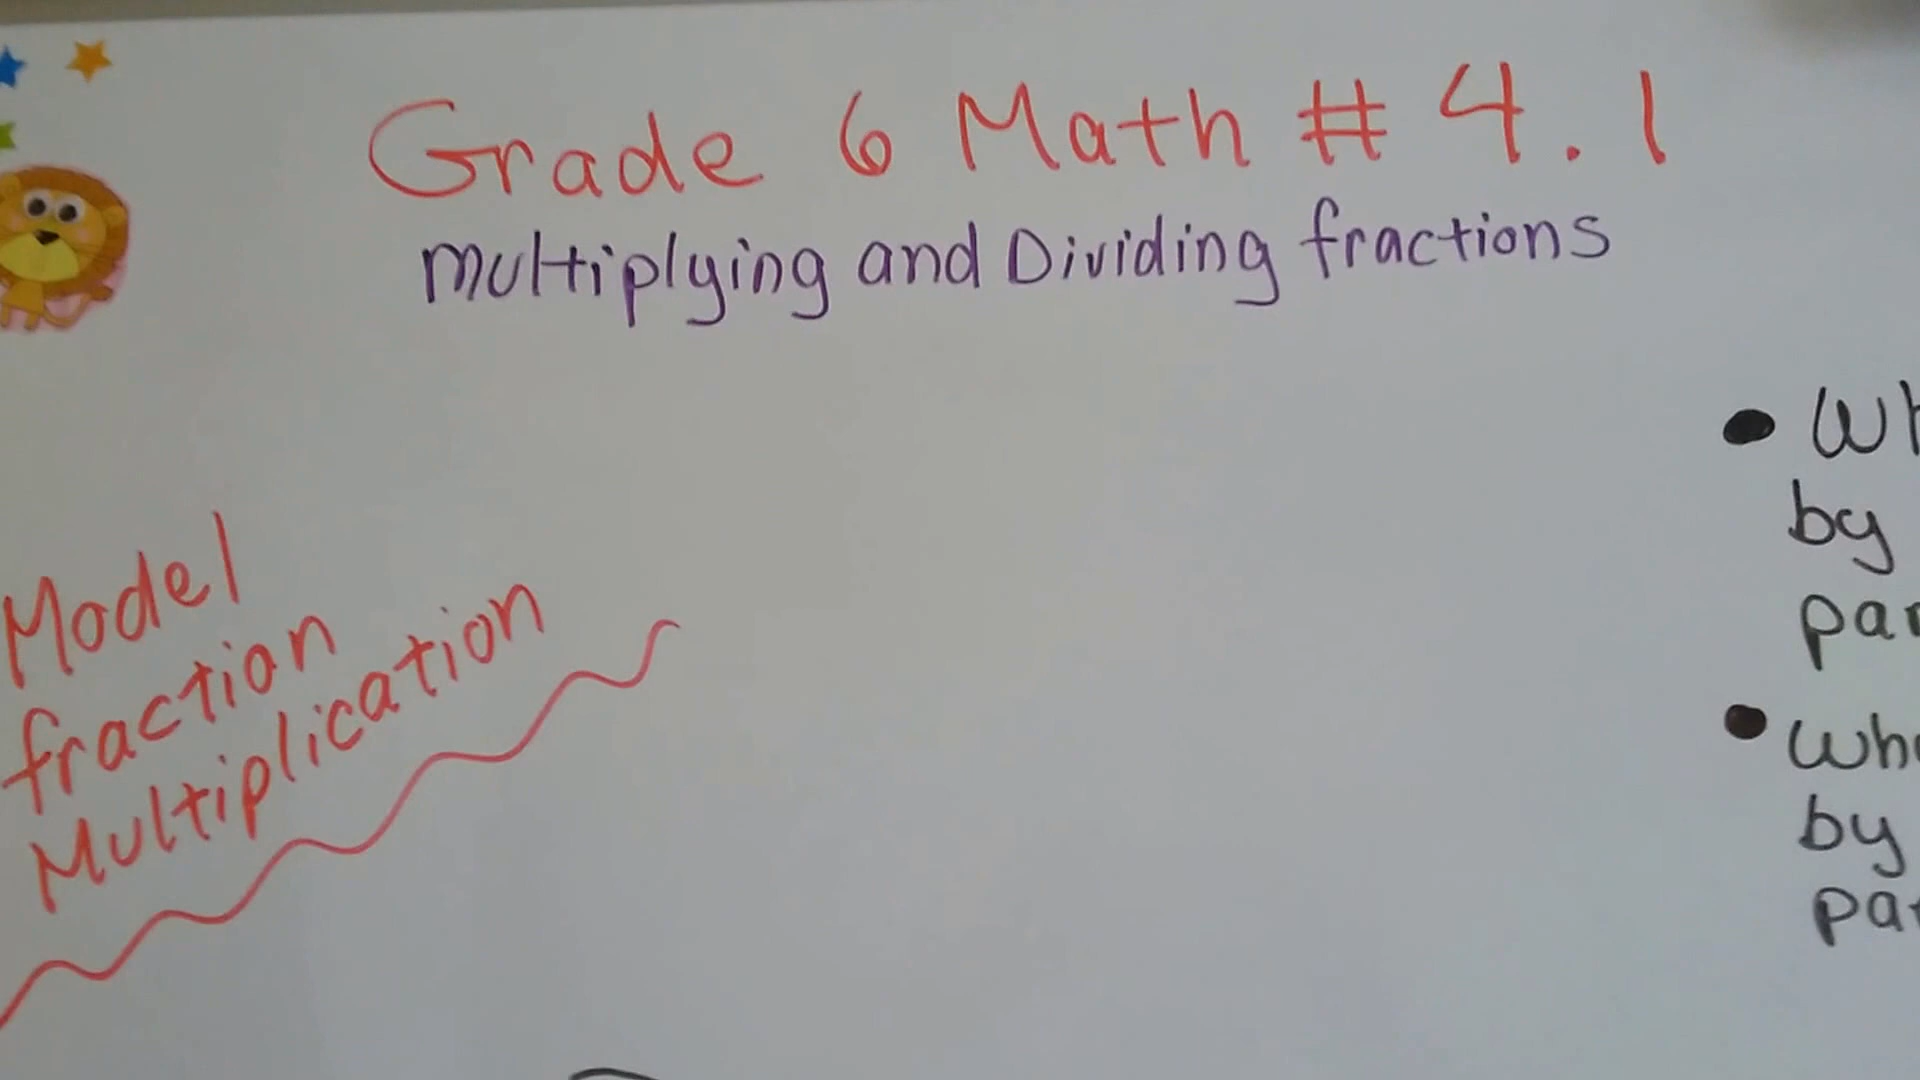 Grade 6 Math # 4.1
Multiplying and Dividing fractions
Model
fraction
Multiplication
by
by